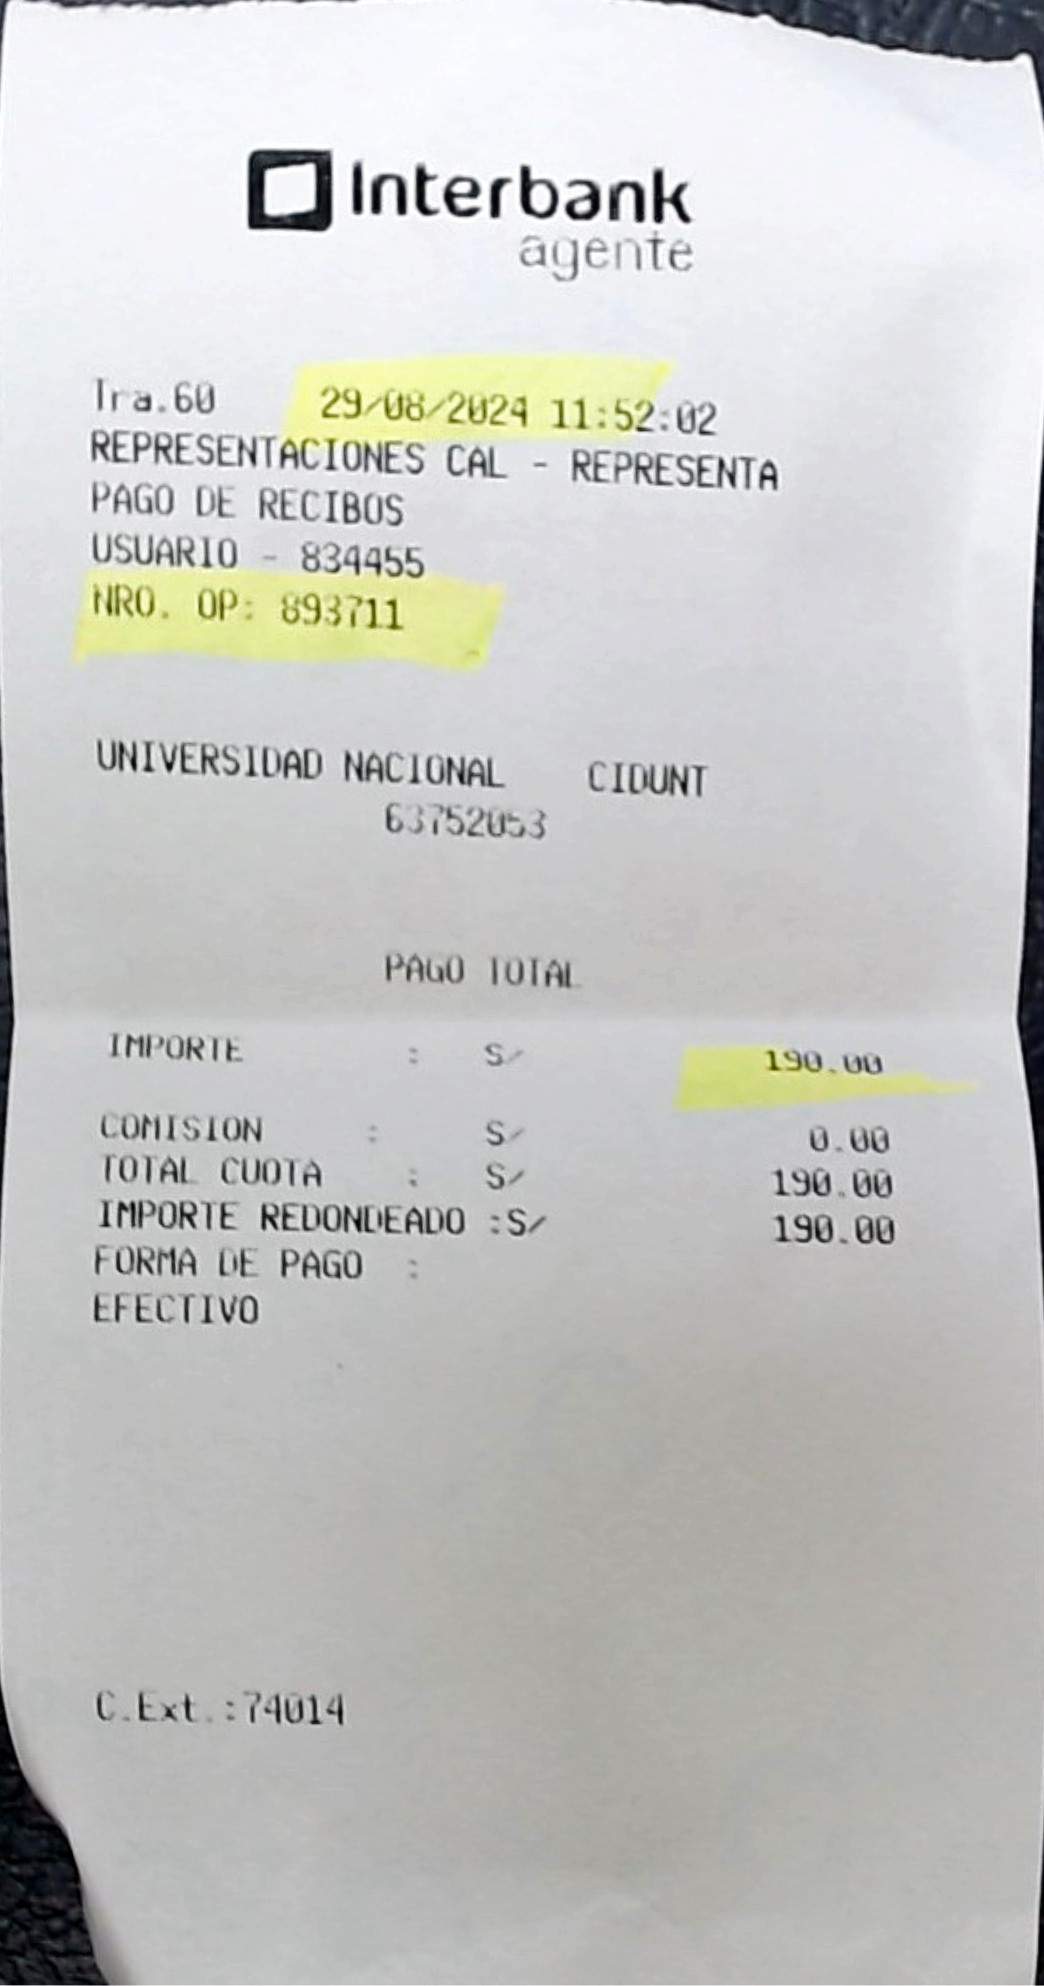 Interbank
agente
Tra.60 29/08/2024 11:52:02
REPRESENTACIONES CAL - REPRESENTA
PAGO DE RECIBOS
USUARIO - 834455
NRO. OP: 893711
UNIVERSIDAD NACIONAL CIDUNT
63752053
PAGO TOTAL
IMPORTE : S/ 190.00
COMISION : S/ 0.00
TOTAL CUOTA : S/ 190.00
IMPORTE REDONDEADO :S/ 190.00
FORMA DE PAGO :
EFECTIVO
C.Ext.:74014